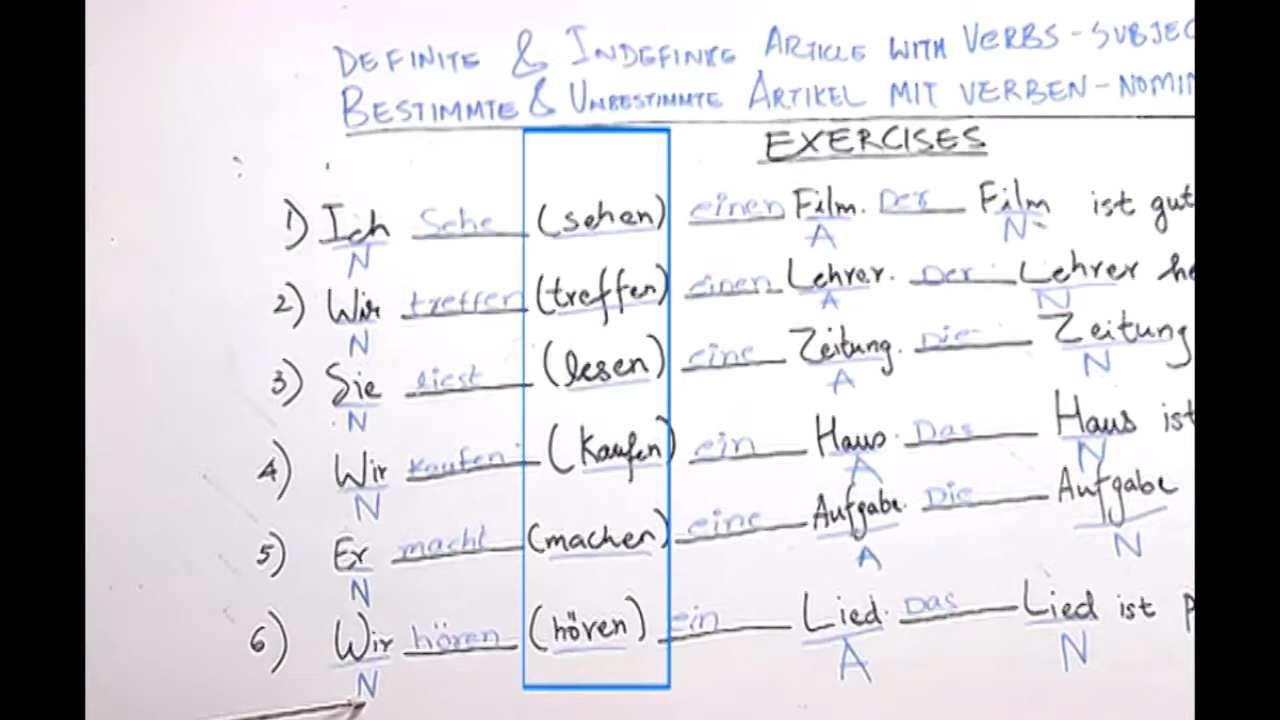 DEFINITE & INDEFINITE ARTICLE WITH VERBS - SUBJEC
BESTIMMTE & UNBESTIMMTE ARTIKEL MIT VERBEN - NOMIN
EXERCISES
1) Ich sehe (sehen) einen Film. Der Film ist gut
N A N
2) Wir treffen (treffen) einen Lehrer. Der Lehrer he
N A N
3) Sie liest (lesen) eine Zeitung. Die Zeitung
N A N
4) Wir kaufen (kaufen) ein Haus. Das Haus ist
N A N
5) Er macht (machen) eine Aufgabe. Die Aufgabe
N A N
6) Wir hören (hören) ein Lied. Das Lied ist p
N A N